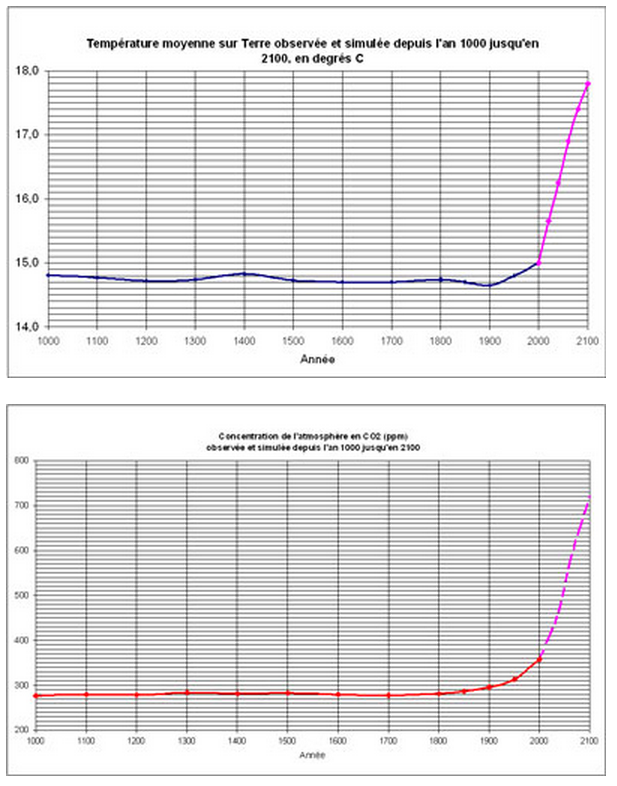 Température moyenne sur Terre observée et simulée depuis l'an 1000 jusqu'en
2100, en degrés C
18,0
17,0
16,0
15,0
14,0
1000 1100 1200 1300 1400 1500 1600 1700 1800 1900 2000 2100
Année
Concentration de l'atmosphère en CO2 (ppm)
observée et simulée depuis l'an 1000 jusqu'en 2100
800
700
600
500
400
300
200
1000 1100 1200 1300 1400 1500 1600 1700 1800 1900 2000 2100
Année